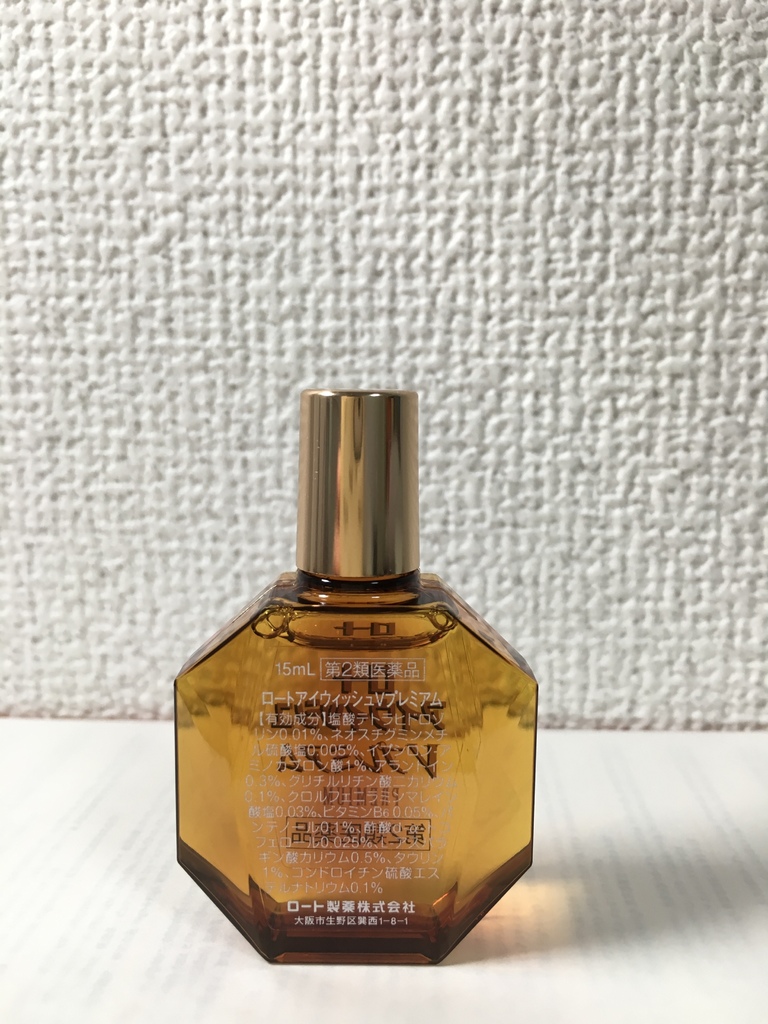 15mL 第2類医薬品
ロートアイウィッシュVプレミアム
【有効成分】塩酸テトラヒドロゾ
リン0.01%、ネオスチグミンメチ
ル硫酸塩0.005%、イプシロン-ア
ミノカプロン酸1%、アラントイン
0.3%、グリチルリチン酸二カリウム
0.1%、クロルフェニラミンマレイン
酸塩0.03%、ビタミンB6 0.05%、
ンテノール0.1%、酢酸
フェロール0.025%、
ギン酸カリウム0.5%、タウリン
1%、コンドロイチン硫酸エス
テルナトリウム0.1%
ロート製薬株式会社
大阪市生野区巽西1-8-1